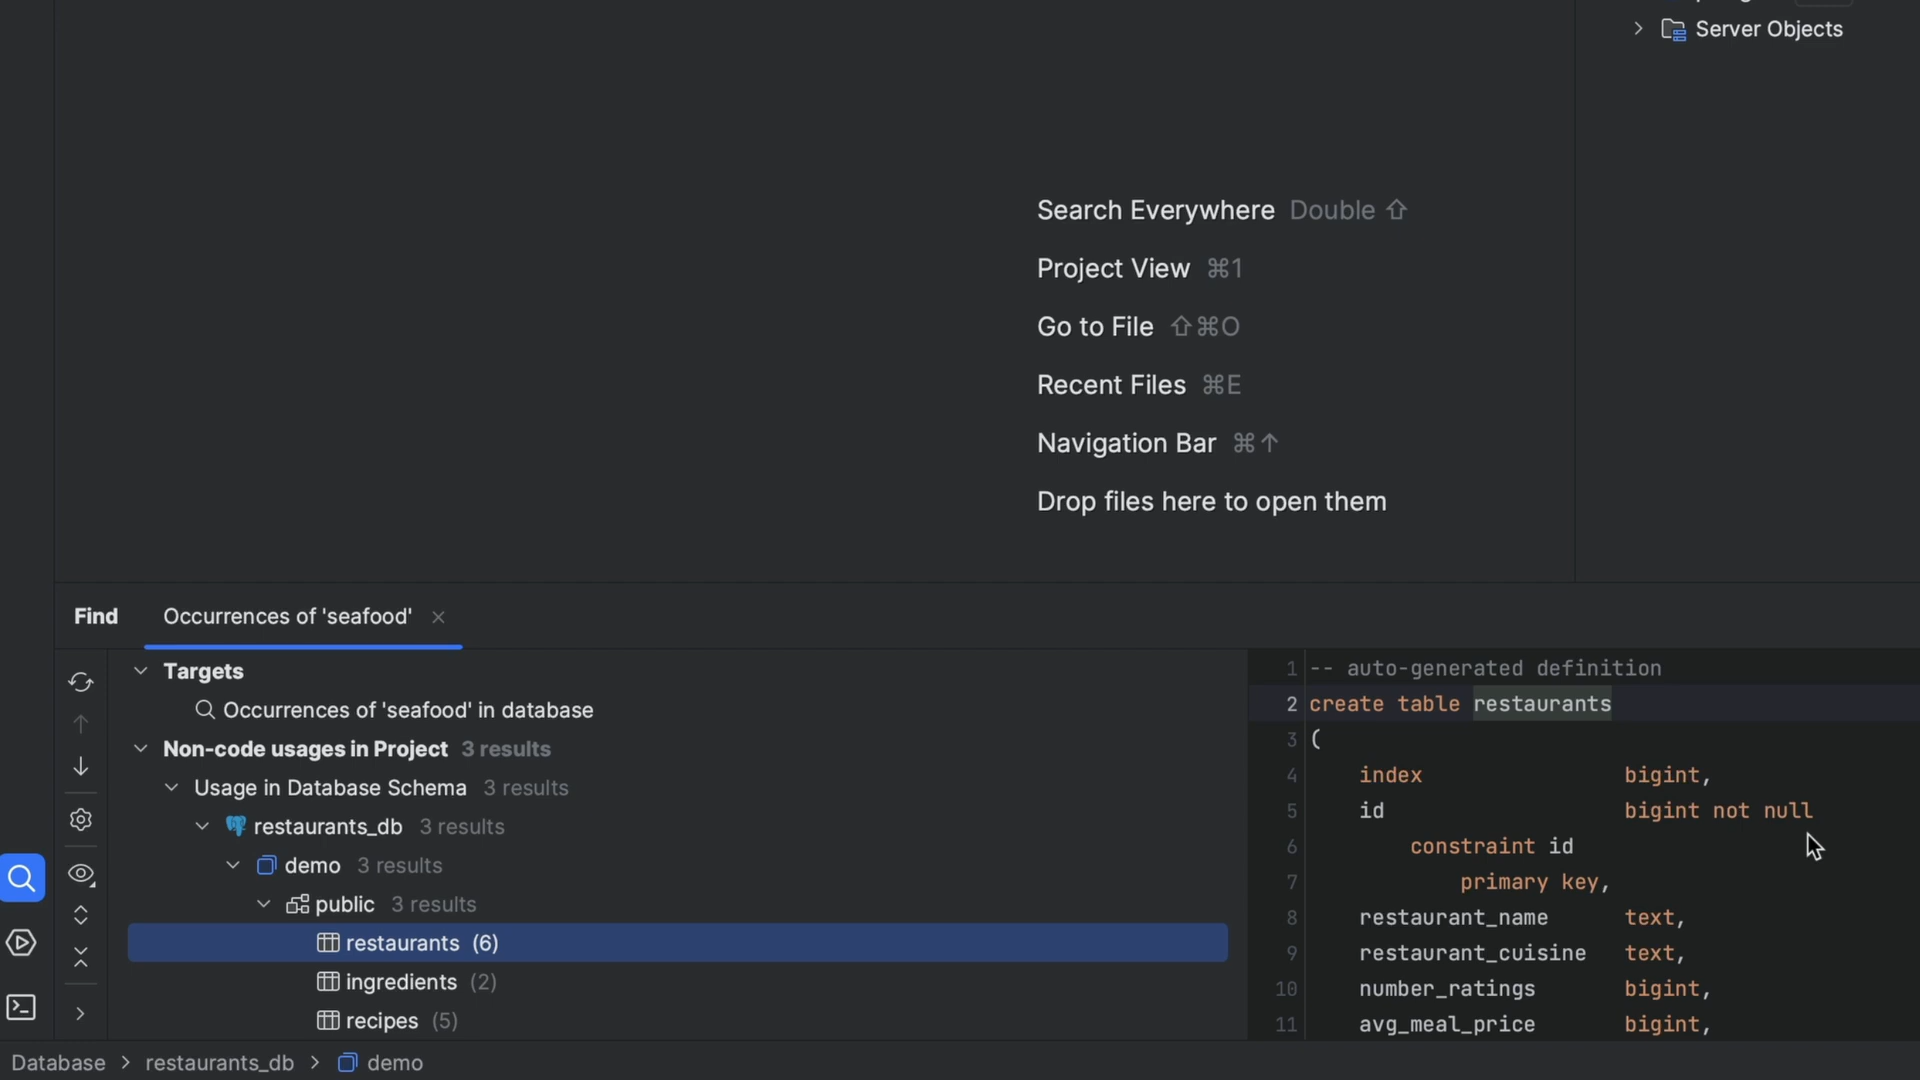 Server Objects
Search Everywhere Double ⇧
Project View ⌘1
Go to File ⇧⌘O
Recent Files ⌘E
Navigation Bar ⌘↑
Drop files here to open them
Find Occurrences of 'seafood' ×
Targets
Occurrences of 'seafood' in database
Non-code usages in Project 3 results
Usage in Database Schema 3 results
restaurants_db 3 results
demo 3 results
public 3 results
restaurants (6)
ingredients (2)
recipes (5)
1 -- auto-generated definition
2 create table restaurants
3 (
4 index bigint,
5 id bigint not null
6 constraint id
7 primary key,
8 restaurant_name text,
9 restaurant_cuisine text,
10 number_ratings bigint,
11 avg_meal_price bigint,
Database > restaurants_db > demo